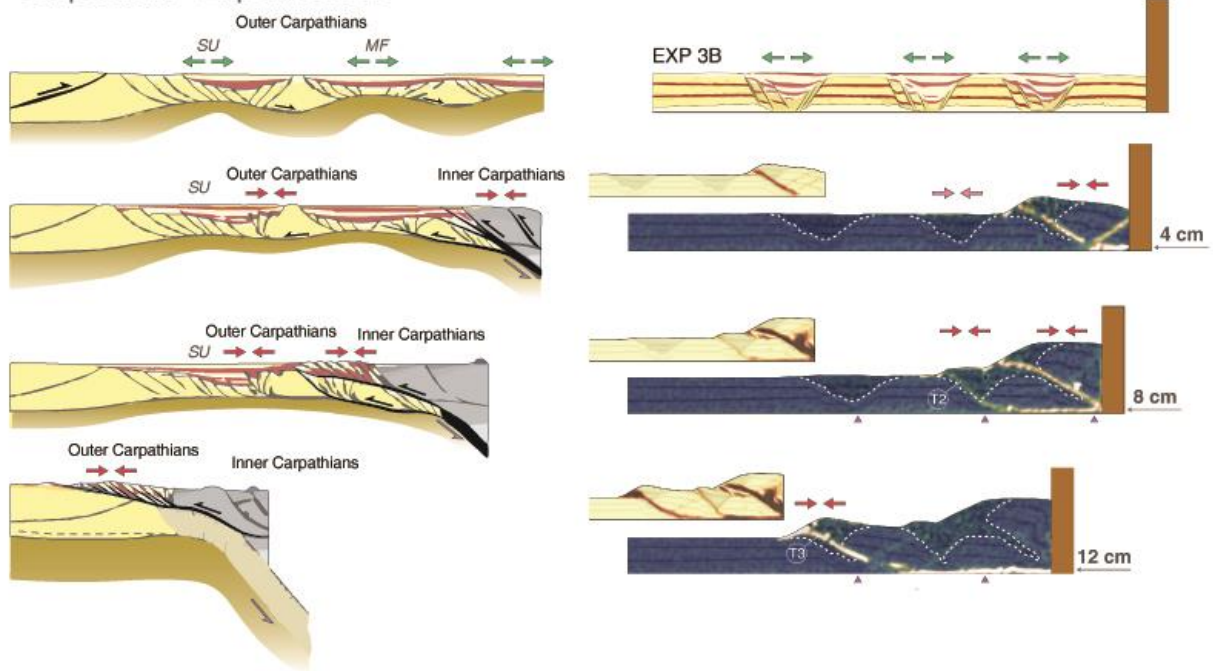 Outer Carpathians
SU
MF
EXP 3B
SU
Outer Carpathians
Inner Carpathians
4 cm
Outer Carpathians
Inner Carpathians
SU
T2
8 cm
Outer Carpathians
Inner Carpathians
T3
12 cm